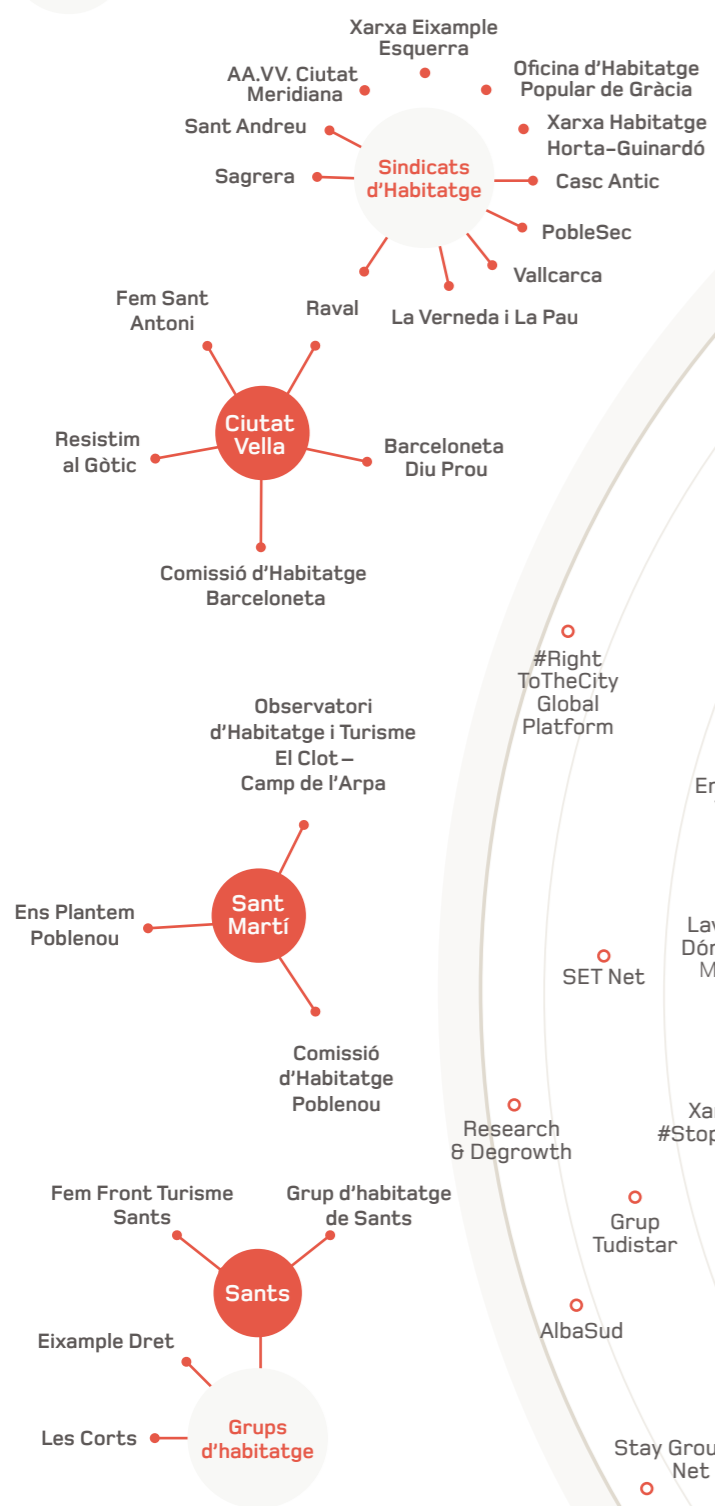 Xarxa Eixample
Esquerra
AA.VV. Ciutat
Meridiana
Oficina d'Habitatge
Popular de Gràcia
Sant Andreu
Xarxa Habitatge
Horta-Guinardó
Sindicats
d'Habitatge
Sagrera
Casc Antic
PobleSec
Vallcarca
La Verneda i La Pau
Raval
Fem Sant
Antoni
Ciutat
Vella
Resistim
al Gòtic
Barceloneta
Diu Prou
Comissió d'Habitatge
Barceloneta
#Right
ToTheCity
Global
Platform
Observatori
d'Habitatge i Turisme
El Clot–
Camp de l'Arpa
Sant
Martí
Ens Plantem
Poblenou
SET Net
Comissió
d'Habitatge
Poblenou
Research
& Degrowth
#Stop
Grup
Tudistar
AlbaSud
Fem Front Turisme
Sants
Grup d'habitatge
de Sants
Sants
Eixample Dret
Les Corts
Grups
d'habitatge
Stay
Net